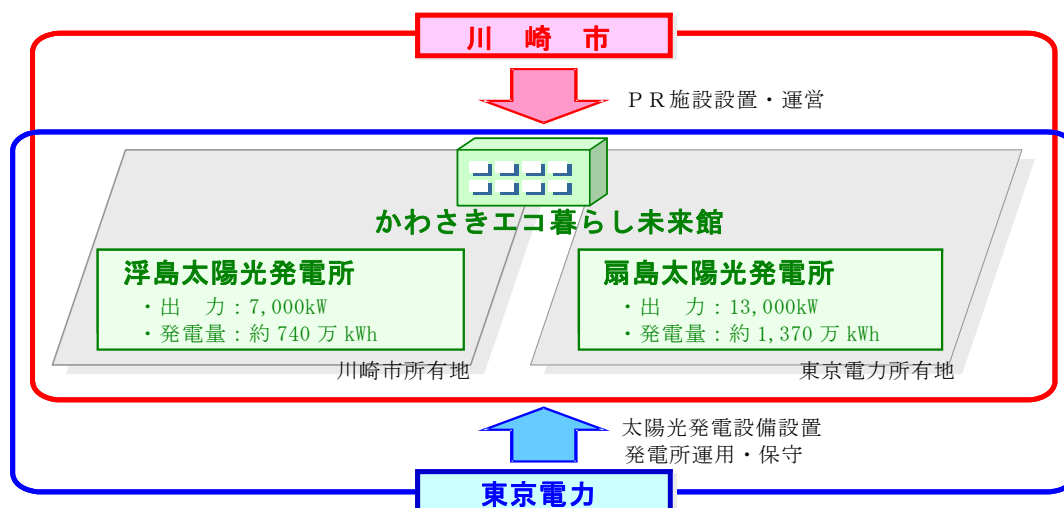 川　崎　市
ＰＲ施設設置・運営
かわさきエコ暮らし未来館
浮島太陽光発電所
・出　力：7,000kW
・発電量：約 740 万 kWh
川崎市所有地
扇島太陽光発電所
・出　力：13,000kW
・発電量：約 1,370 万 kWh
東京電力所有地
太陽光発電設備設置
発電所運用・保守
東京電力